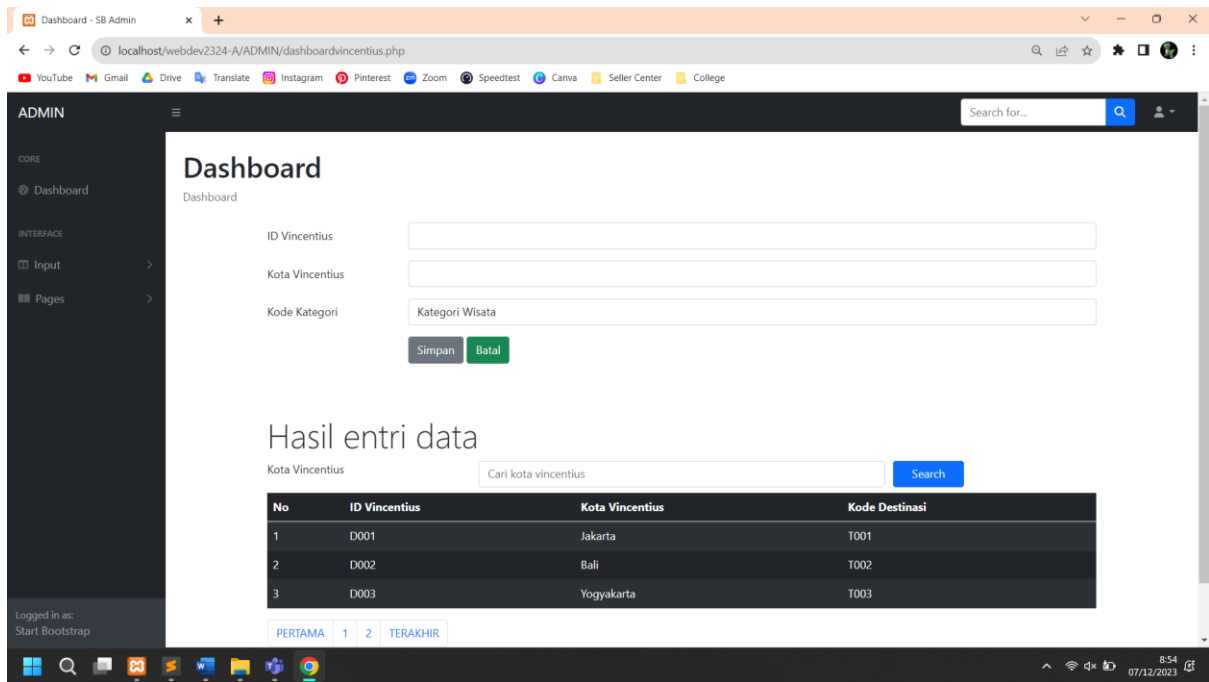 Dashboard - SB Admin
localhost/webdev2324-A/ADMIN/dashboardvincentius.php
YouTube Gmail Drive Translate Instagram Pinterest Zoom Speedtest Canva Seller Center College
ADMIN Search for...
CORE
Dashboard
INTERFACE
Input
Pages
Logged in as:
Start Bootstrap
Dashboard
Dashboard
ID Vincentius
Kota Vincentius
Kode Kategori Kategori Wisata
Simpan Batal
Hasil entri data
Kota Vincentius Cari kota vincentius Search
No ID Vincentius Kota Vincentius Kode Destinasi
1 D001 Jakarta T001
2 D002 Bali T002
3 D003 Yogyakarta T003
PERTAMA 1 2 TERAKHIR
8:54
07/12/2023